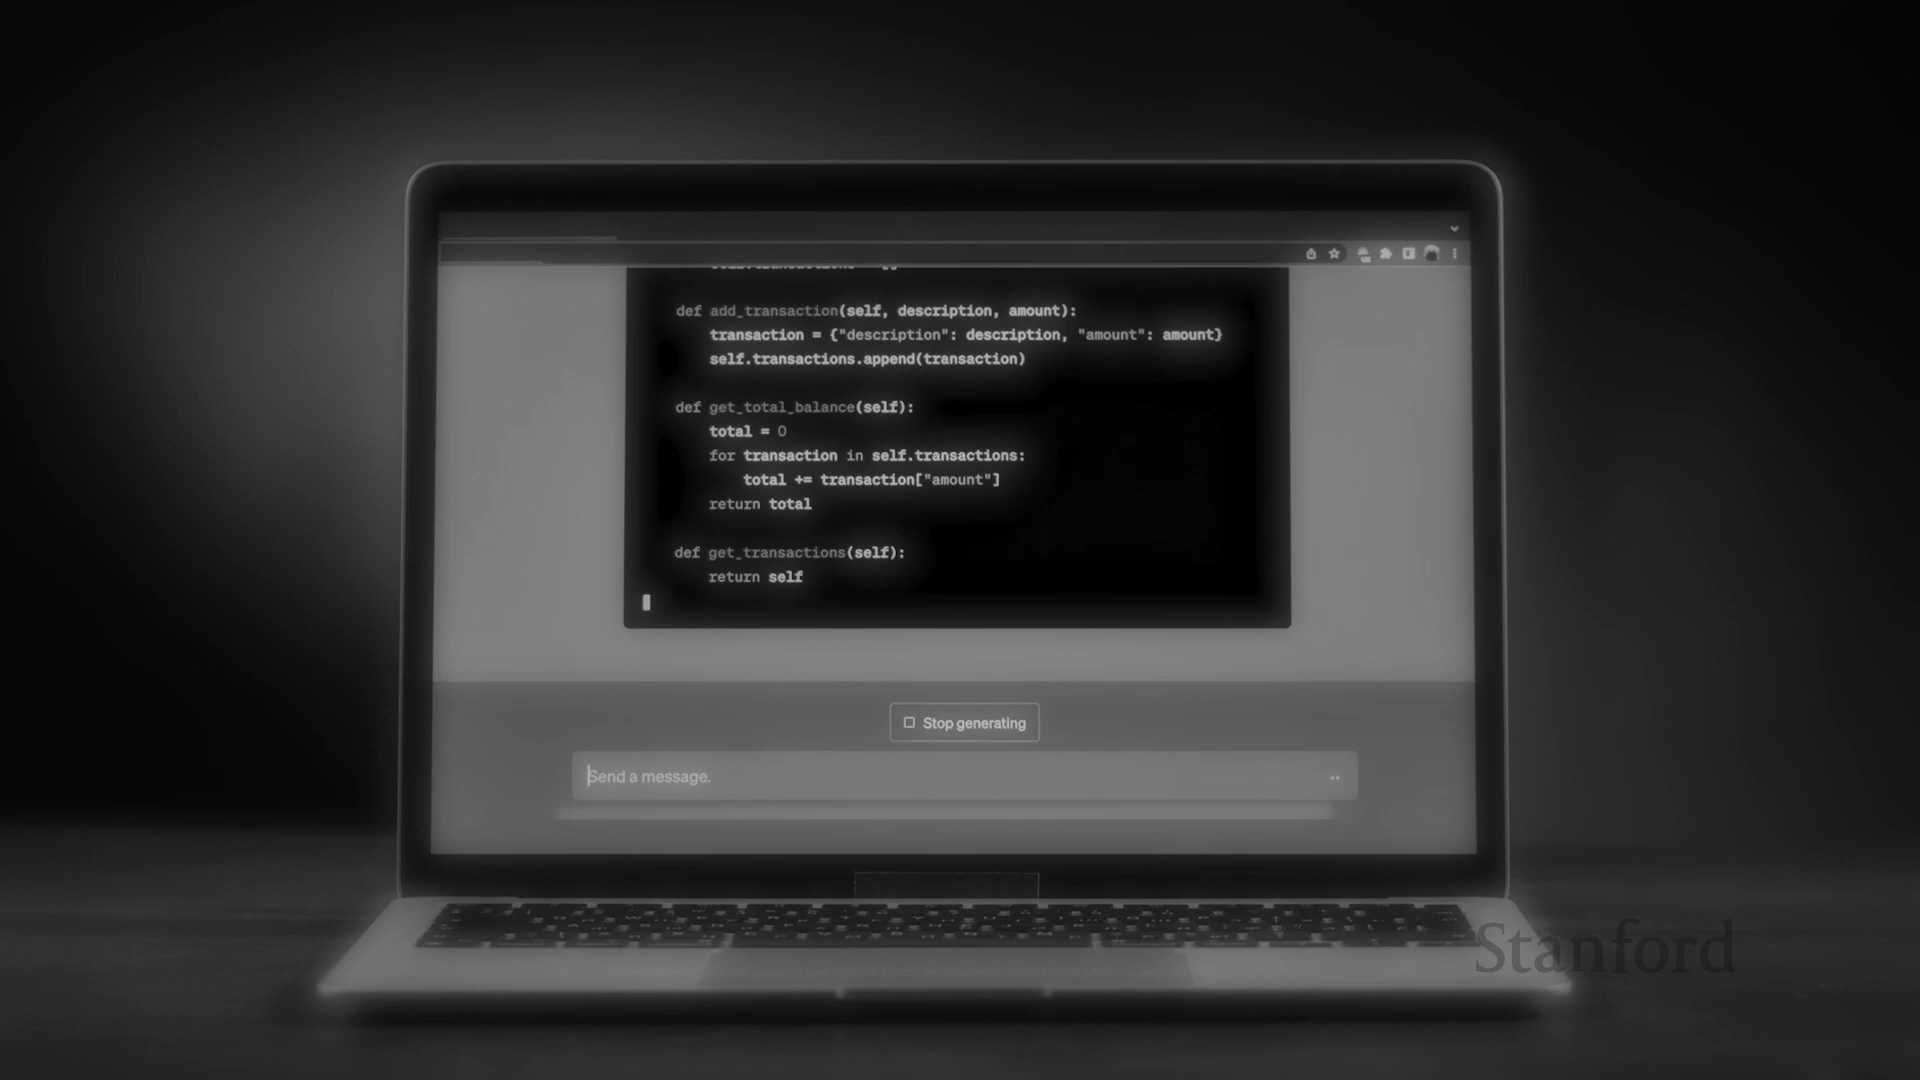 def add_transaction(self, description, amount):
transaction = {"description": description, "amount": amount}
self.transactions.append(transaction)
def get_total_balance(self):
total = 0
for transaction in self.transactions:
total += transaction["amount"]
return total
def get_transactions(self):
return self
Stop generating
Send a message.
Stanford